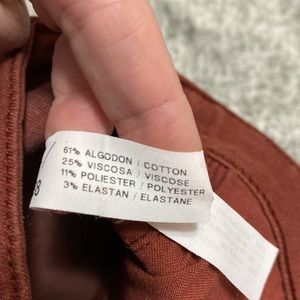 61% ALGODON / COTTON
25% VISCOSA / VISCOSE
11% POLIESTER / POLYESTER
3% ELASTAN / ELASTANE